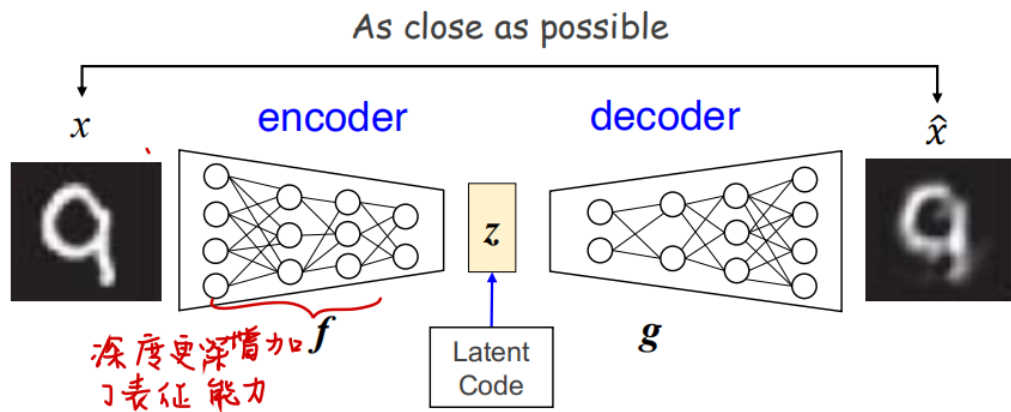 As close as possible
x
x̂
encoder
decoder
z
f
g
Latent
Code
深度更深增加
了表征能力